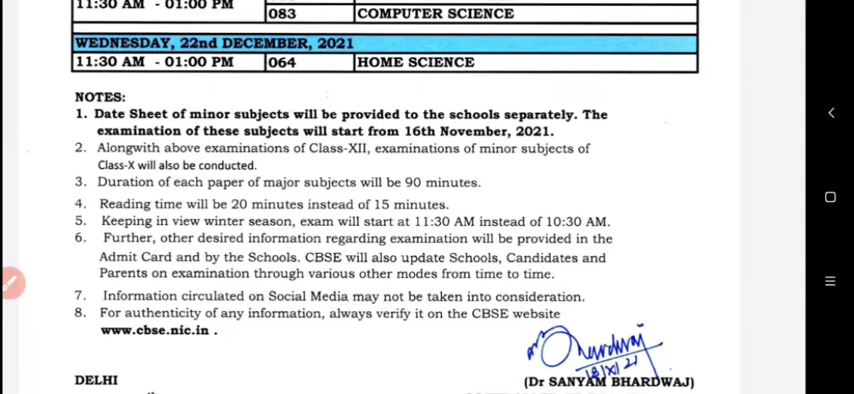 11:30 AM - 01:00 PM
083 COMPUTER SCIENCE
WEDNESDAY, 22nd DECEMBER, 2021
11:30 AM - 01:00 PM 064 HOME SCIENCE
NOTES:
1. Date Sheet of minor subjects will be provided to the schools separately. The
examination of these subjects will start from 16th November, 2021.
2. Alongwith above examinations of Class-XII, examinations of minor subjects of
Class-X will also be conducted.
3. Duration of each paper of major subjects will be 90 minutes.
4. Reading time will be 20 minutes instead of 15 minutes.
5. Keeping in view winter season, exam will start at 11:30 AM instead of 10:30 AM.
6. Further, other desired information regarding examination will be provided in the
Admit Card and by the Schools. CBSE will also update Schools, Candidates and
Parents on examination through various other modes from time to time.
7. Information circulated on Social Media may not be taken into consideration.
8. For authenticity of any information, always verify it on the CBSE website
www.cbse.nic.in .
DELHI
(Dr SANYAM BHARDWAJ)